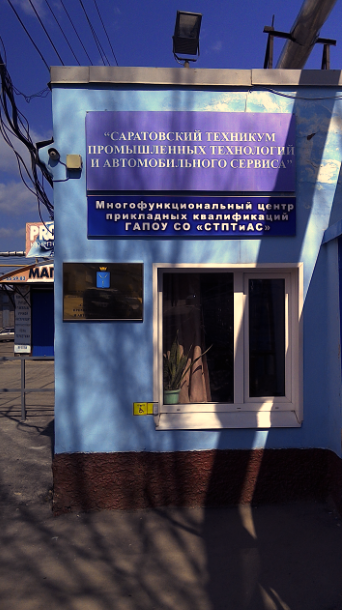 "САРАТОВСКИЙ ТЕХНИКУМ
ПРОМЫШЛЕННЫХ ТЕХНОЛОГИЙ
И АВТОМОБИЛЬНОГО СЕРВИСА"
Многофункциональный центр
прикладных квалификаций
ГАПОУ СО «СТПТиАС»